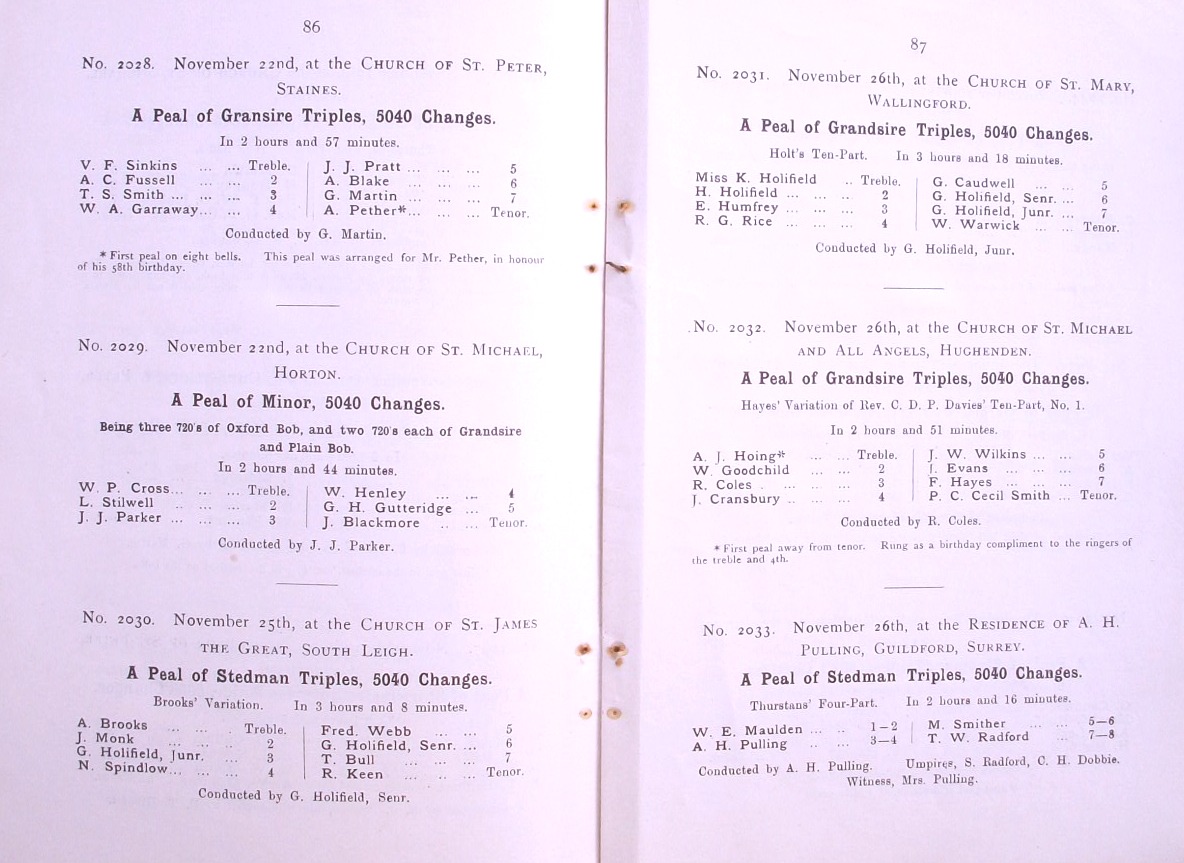 86
No. 2028. November 22nd, at the Church of St. Peter,
Staines.
A Peal of Gransire Triples, 5040 Changes.
In 2 hours and 57 minutes.
V. F. Sinkins ... ... Treble. | J. J. Pratt ... ... ... 5
A. C. Fussell ... ... 2 | A. Blake ... ... ... 6
T. S. Smith ... ... ... 3 | G. Martin ... ... ... 7
W. A. Garraway... ... 4 | A. Pether*... ... ... Tenor.
Conducted by G. Martin.
* First peal on eight bells. This peal was arranged for Mr. Pether, in honour
of his 58th birthday.
No. 2029. November 22nd, at the Church of St. Michael,
Horton.
A Peal of Minor, 5040 Changes.
Being three 720's of Oxford Bob, and two 720's each of Grandsire
and Plain Bob.
In 2 hours and 44 minutes.
W. P. Cross... ... ... Treble. | W. Henley ... ... 4
L. Stilwell ... ... ... 2 | G. H. Gutteridge ... 5
J. J. Parker ... ... ... 3 | J. Blackmore ... ... Tenor.
Conducted by J. J. Parker.
No. 2030. November 25th, at the Church of St. James
the Great, South Leigh.
A Peal of Stedman Triples, 5040 Changes.
Brooks' Variation. In 3 hours and 8 minutes.
A. Brooks ... ... . Treble. | Fred. Webb ... ... 5
J. Monk ... ... ... 2 | G. Holifield, Senr. ... 6
G. Holifield, Junr. ... 3 | T. Bull ... ... ... 7
N. Spindlow... ... ... 4 | R. Keen ... ... ... Tenor.
Conducted by G. Holifield, Senr.
87
No. 2031. November 26th, at the Church of St. Mary,
Wallingford.
A Peal of Grandsire Triples, 5040 Changes.
Holt's Ten-Part. In 3 hours and 18 minutes.
Miss K. Holifield .. Treble. | G. Caudwell ... ... 5
H. Holifield ... ... .. 2 | G. Holifield, Senr. ... 6
E. Humfrey ... ... ... 3 | G. Holifield, Junr. ... 7
R. G. Rice ... ... ... 4 | W. Warwick ... ... Tenor.
Conducted by G. Holifield, Junr.
No. 2032. November 26th, at the Church of St. Michael
and All Angels, Hughenden.
A Peal of Grandsire Triples, 5040 Changes.
Hayes' Variation of Rev. C. D. P. Davies' Ten-Part, No. 1.
In 2 hours and 51 minutes.
A. J. Hoing* ... ... Treble. | J. W. Wilkins ... ... 5
W. Goodchild ... ... 2 | J. Evans ... ... ... 6
R. Coles . ... ... ... 3 | F. Hayes ... ... ... 7
J. Cransbury .. ... ... 4 | P. C. Cecil Smith ... Tenor.
Conducted by R. Coles.
* First peal away from tenor. Rung as a birthday compliment to the ringers of
the treble and 4th.
No. 2033. November 26th, at the Residence of A. H.
Pulling, Guildford, Surrey.
A Peal of Stedman Triples, 5040 Changes.
Thurstans' Four-Part. In 2 hours and 16 minutes.
W. E. Maulden ... .. 1—2 | M. Smither ... ... 5—6
A. H. Pulling .. ... 3—4 | T. W. Radford ... 7—8
Conducted by A. H. Pulling. Umpires, S. Radford, C. H. Dobbie.
Witness, Mrs. Pulling.